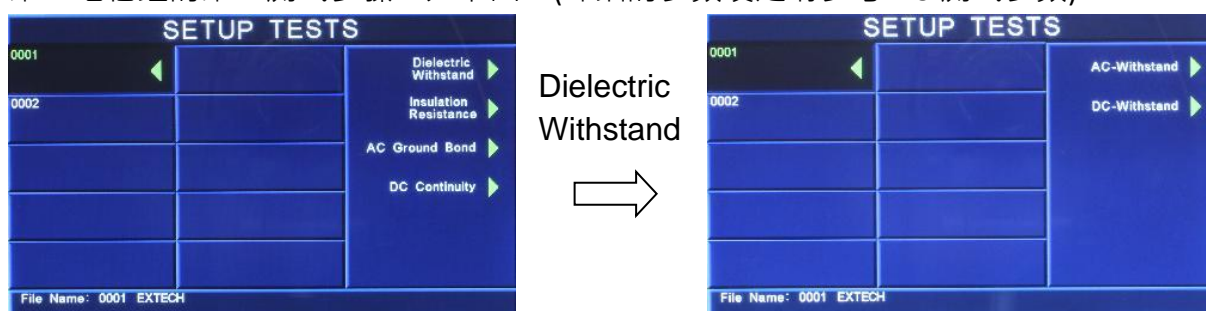 SETUP TESTS
0001
0002
Dielectric
Withstand
Insulation
Resistance
AC Ground Bond
DC Continuity
File Name: 0001 EXTECH
Dielectric
Withstand
SETUP TESTS
0001
0002
AC-Withstand
DC-Withstand
File Name: 0001 EXTECH